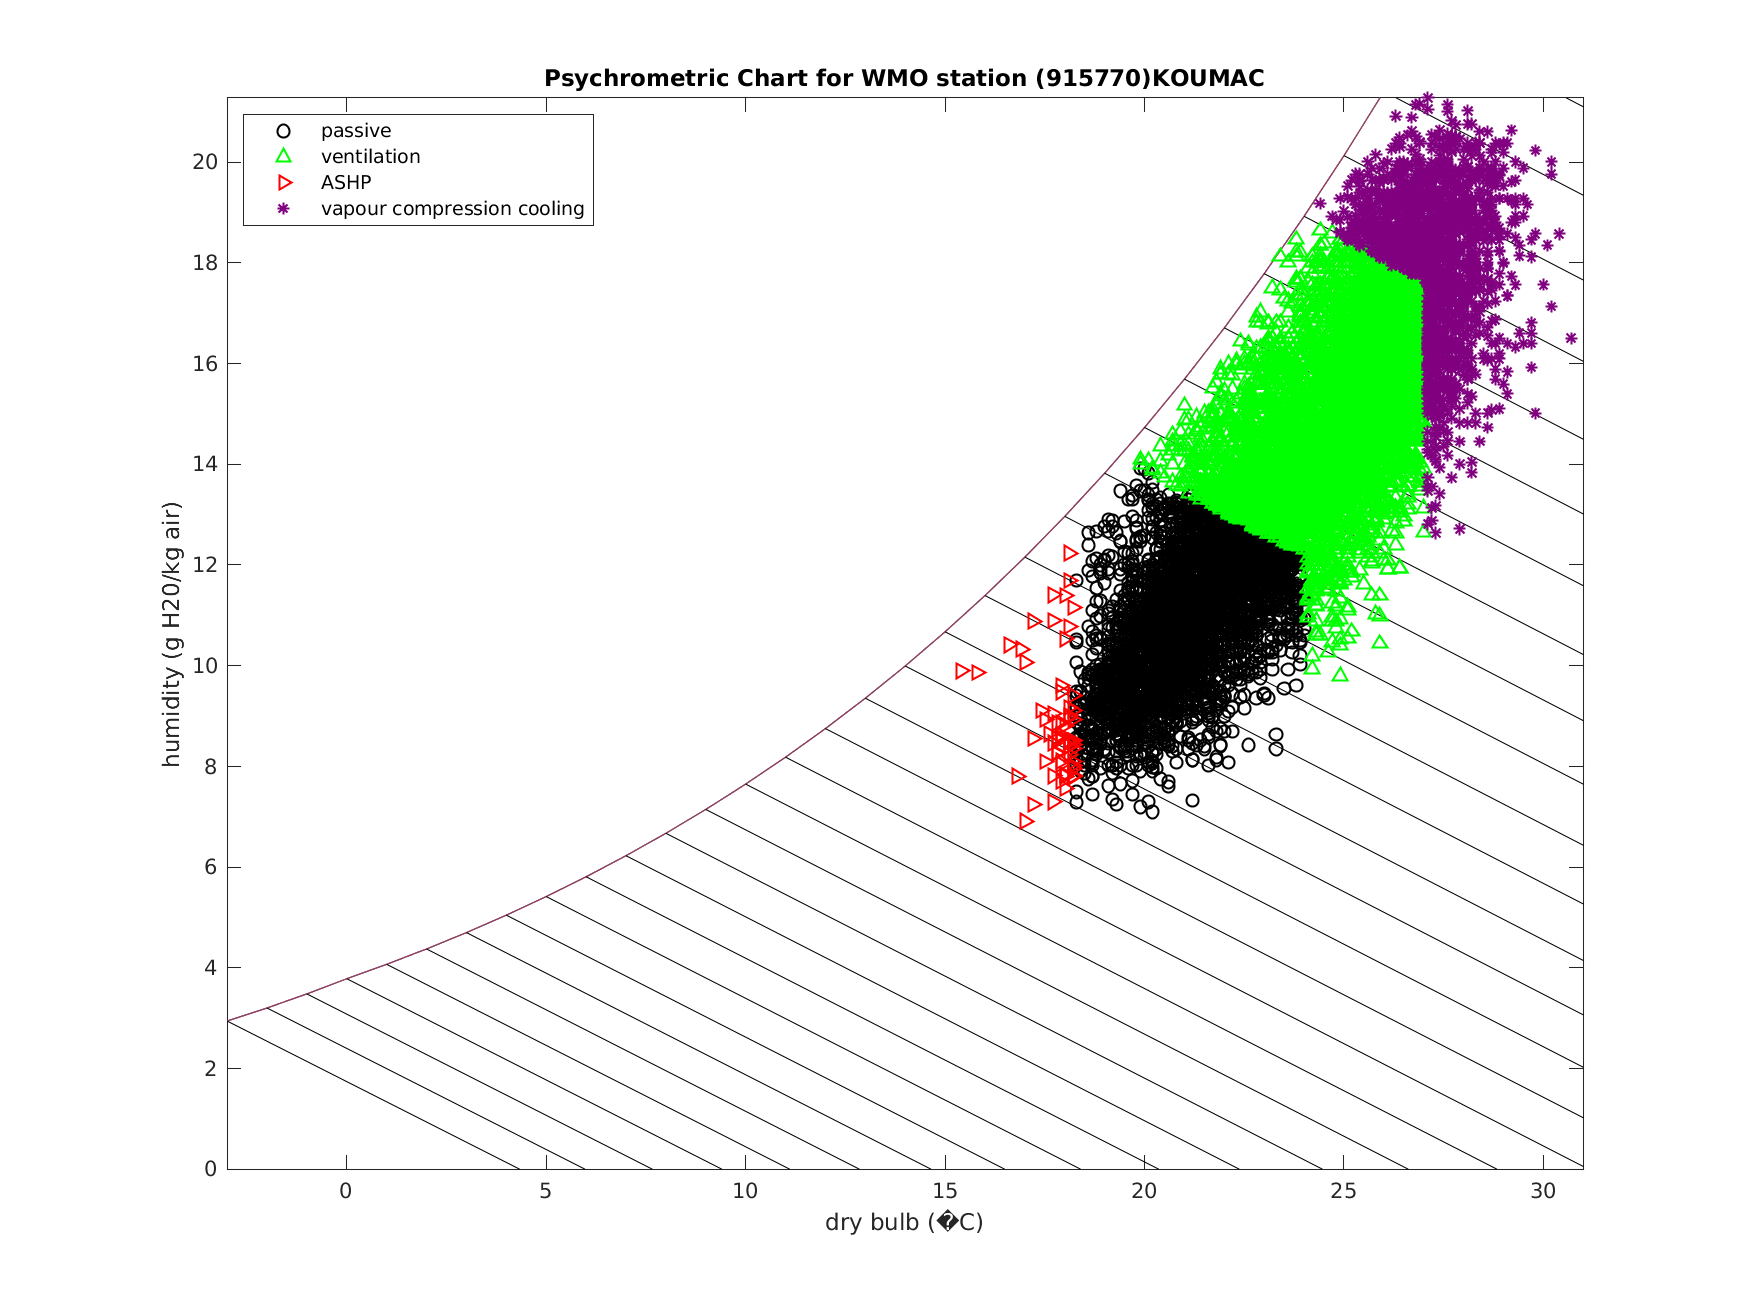 Psychrometric Chart for WMO station (915770)KOUMAC
passive
ventilation
ASHP
vapour compression cooling
humidity (g H20/kg air)
20
18
16
14
12
10
8
6
4
2
0
0 5 10 15 20 25 30
dry bulb (�C)